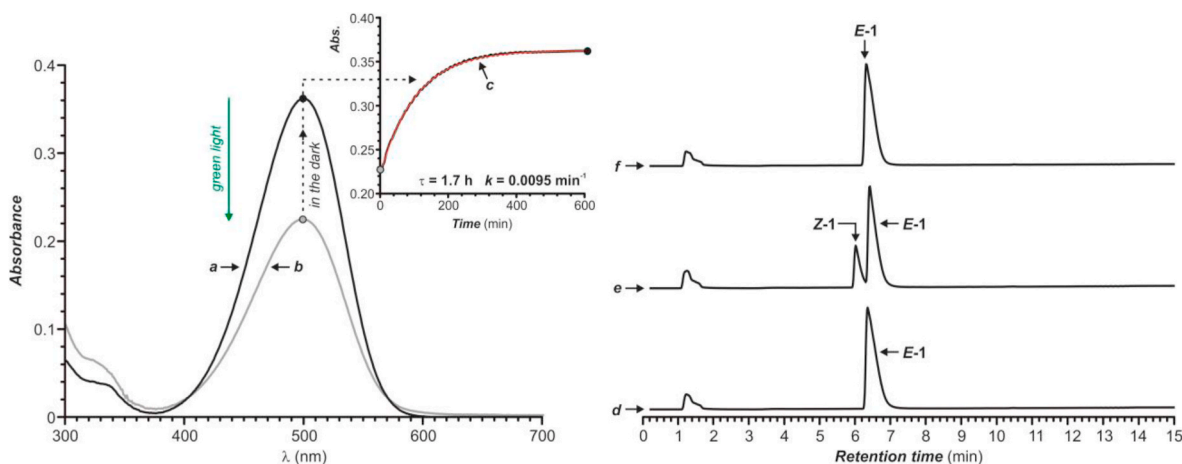 Absorbance
0.4
0.3
0.2
0.1
0
300
400
500
600
700
λ (nm)
green light
in the dark
a
b
Abs.
0.40
0.35
0.30
0.25
0.20
0
200
400
600
Time (min)
c
τ = 1.7 h k = 0.0095 min⁻¹
E-1
f
Z-1
E-1
e
E-1
d
0 1 2 3 4 5 6 7 8 9 10 11 12 13 14 15
Retention time (min)